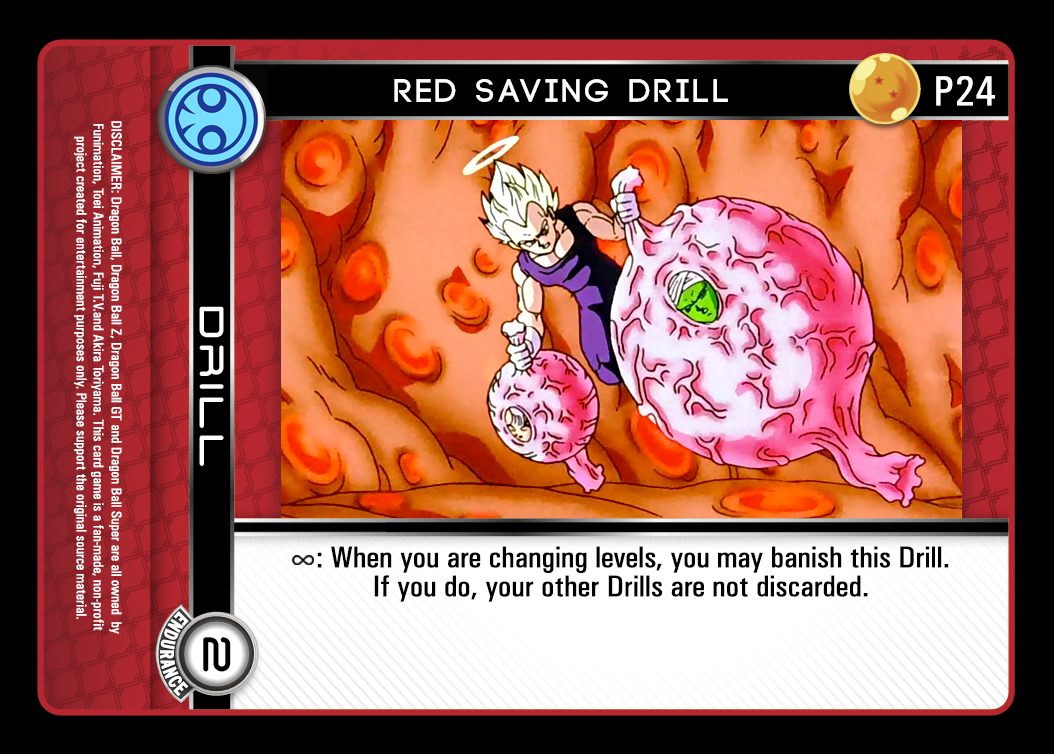 RED SAVING DRILL
P24
DRILL
∞: When you are changing levels, you may banish this Drill.
If you do, your other Drills are not discarded.
ENDURANCE
2
DISCLAIMER: Dragon Ball, Dragon Ball Z, Dragon Ball GT and Dragon Ball Super are all owned by
Funimation, Toei Animation, Fuji T.V.and Akira Toriyama. This card game is a fan-made, non-profit
project created for entertainment purposes only. Please support the original source material.